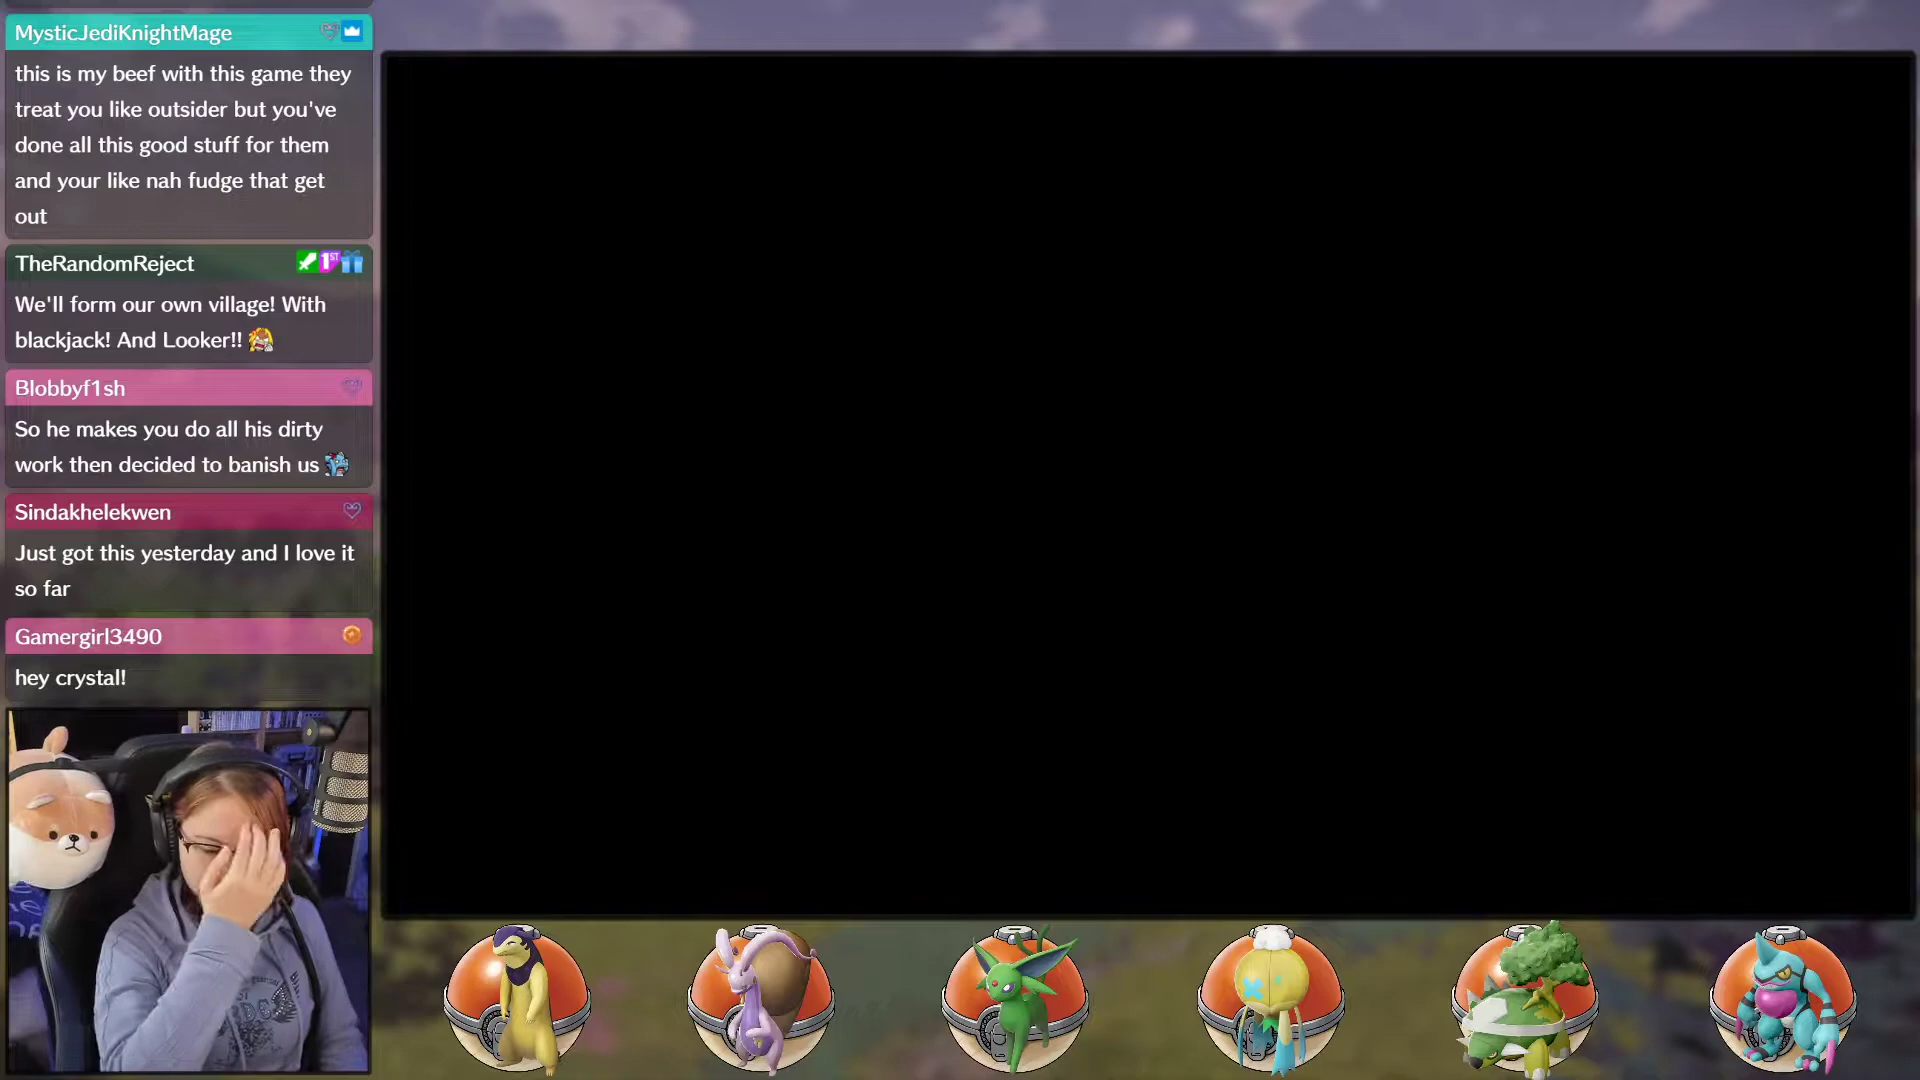 MysticJediKnightMage
this is my beef with this game they
treat you like outsider but you've
done all this good stuff for them
and your like nah fudge that get
out
TheRandomReject
1ST
We'll form our own village! With
blackjack! And Looker!!
Blobbyf1sh
So he makes you do all his dirty
work then decided to banish us
Sindakhelekwen
Just got this yesterday and I love it
so far
Gamergirl3490
hey crystal!